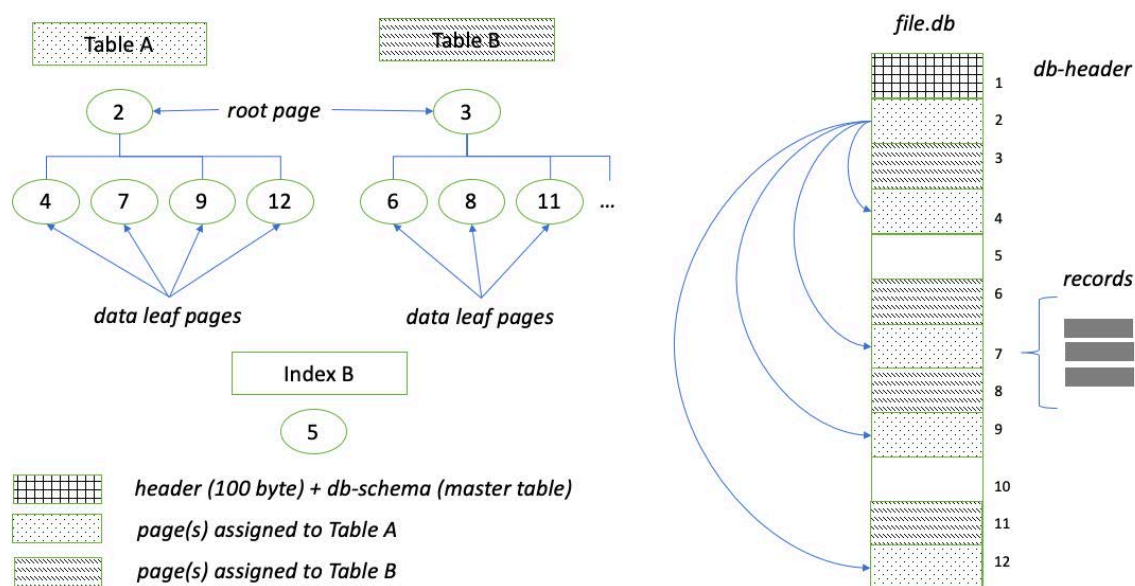 Table A
Table B
2
root page
3
4
7
9
12
6
8
11
...
data leaf pages
data leaf pages
Index B
5
header (100 byte) + db-schema (master table)
page(s) assigned to Table A
page(s) assigned to Table B
file.db
db-header
1
2
3
4
5
6
records
7
8
9
10
11
12